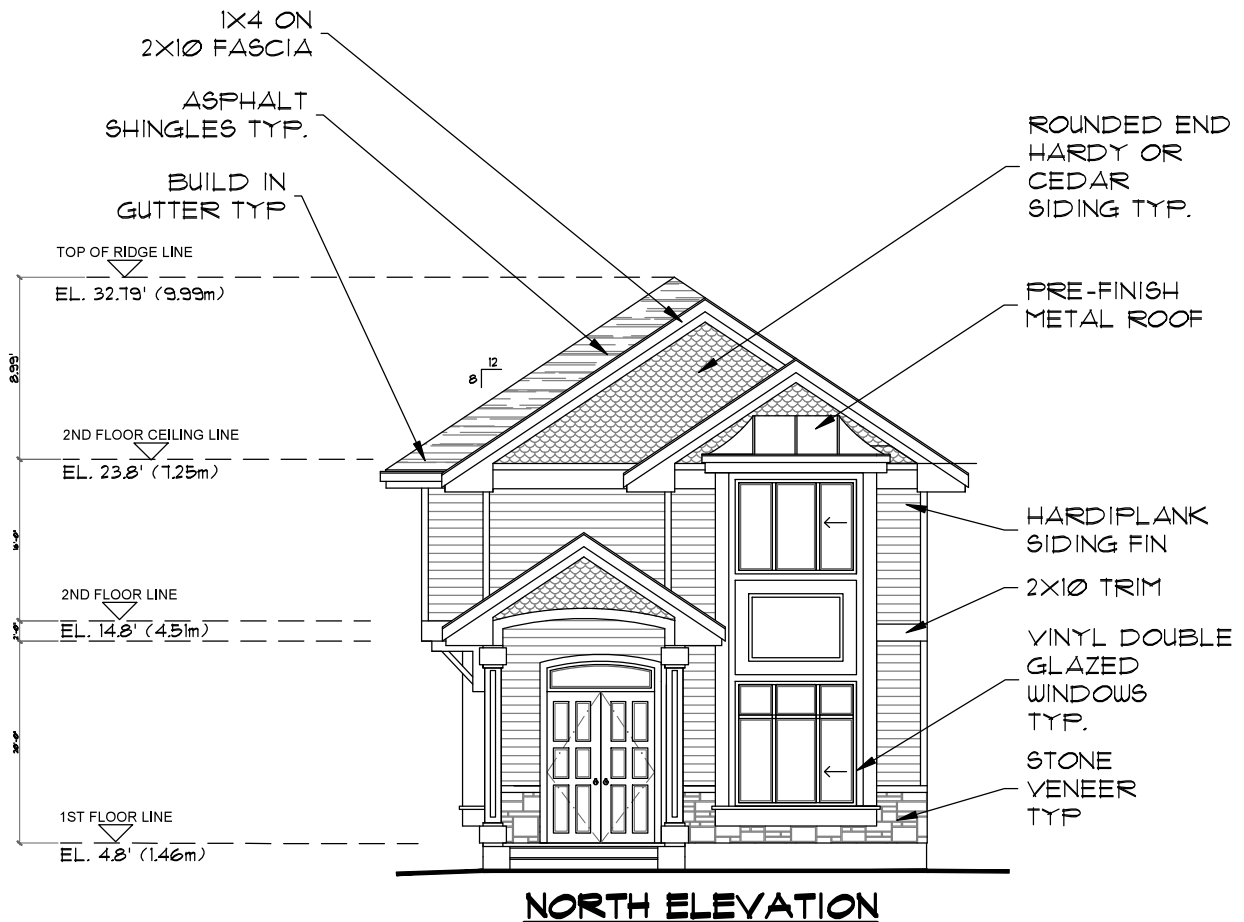 1X4 ON
2X10 FASCIA
ASPHALT
SHINGLES TYP.
BUILD IN
GUTTER TYP
ROUNDED END
HARDY OR
CEDAR
SIDING TYP.
TOP OF RIDGE LINE
EL. 32.79' (9.99m)
PRE-FINISH
METAL ROOF
8.99'
12
8
2ND FLOOR CEILING LINE
EL. 23.8' (7.25m)
HARDIPLANK
SIDING FIN
2X10 TRIM
2ND FLOOR LINE
EL. 14.8' (4.51m)
VINYL DOUBLE
GLAZED
WINDOWS
TYP.
STONE
VENEER
TYP
1ST FLOOR LINE
EL. 4.8' (1.46m)
NORTH ELEVATION